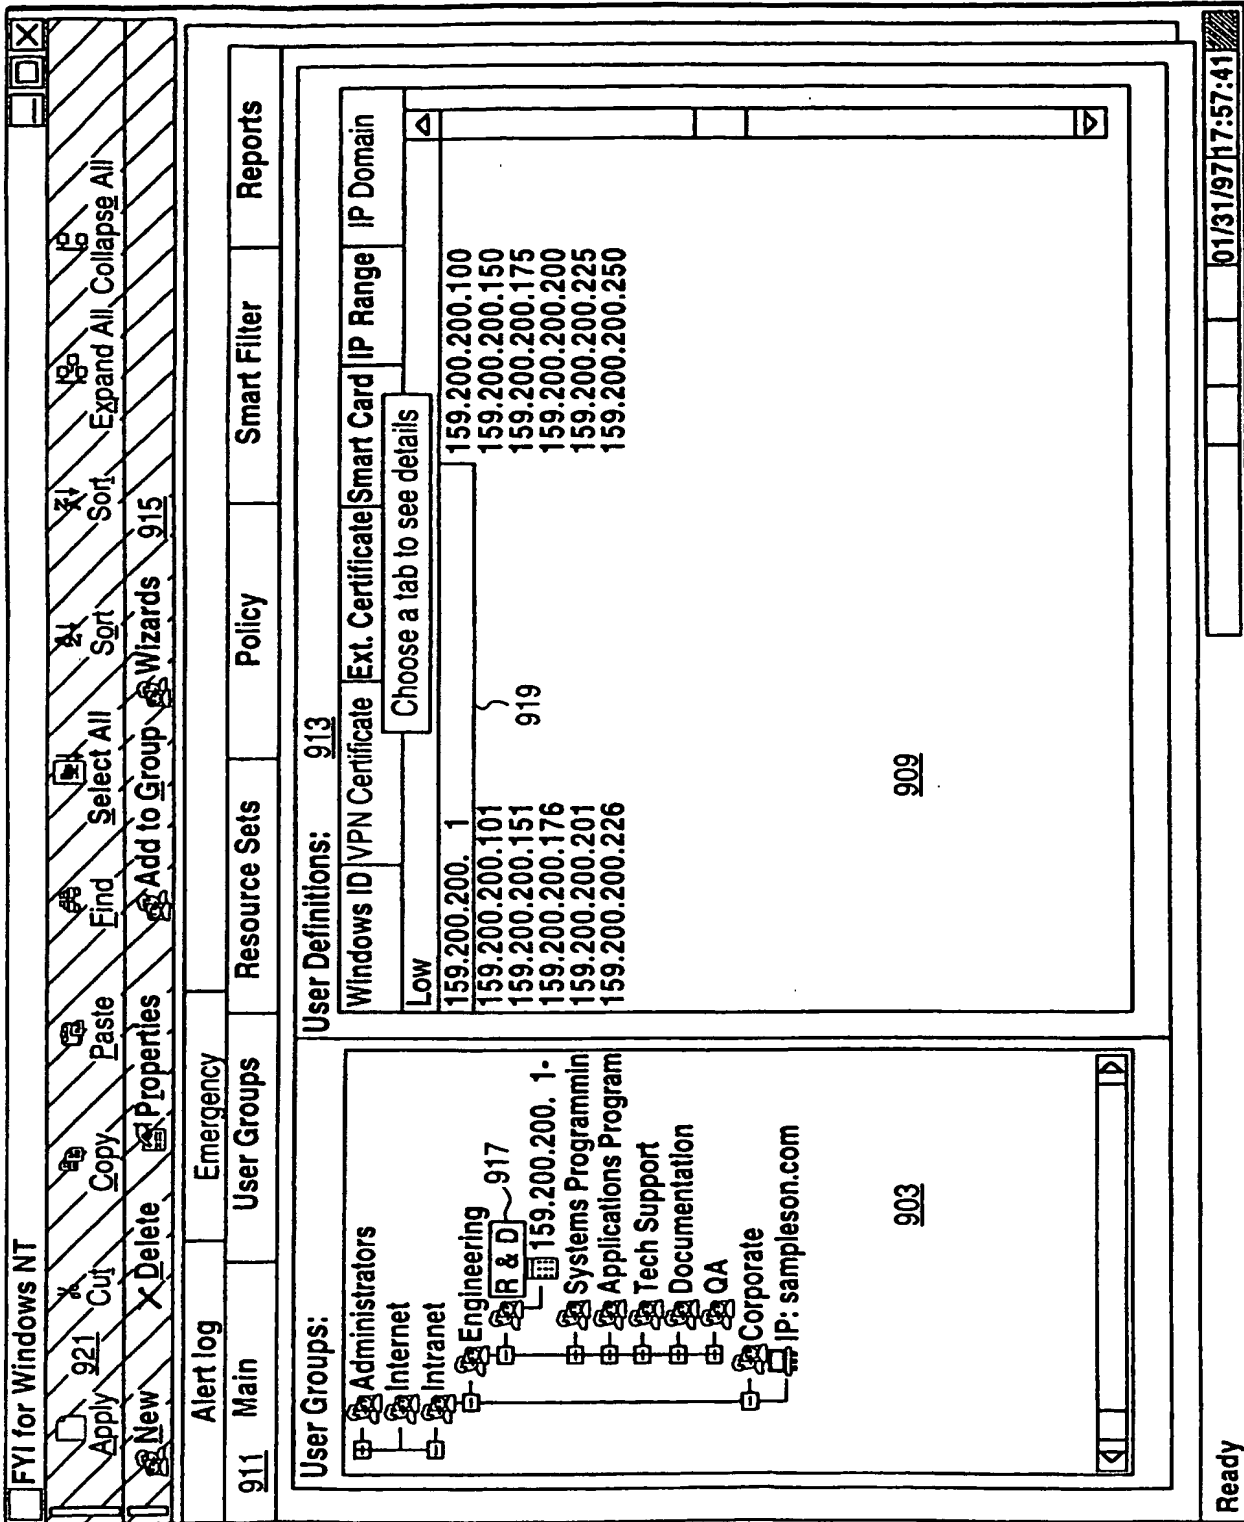 FYI for Windows NT
Apply 921 Cut Copy Paste Find Select All Sort Sort Expand All Collapse All
New Delete Properties Add to Group Wizards 915
Alert log Emergency
911 Main User Groups Resource Sets Policy Smart Filter Reports
User Groups:
Administrators
Internet
Intranet
Engineering
R & D 917
159.200.200. 1-
Systems Programmin
Applications Program
Tech Support
Documentation
QA
Corporate
IP: sampleson.com
903
User Definitions: 913
Windows ID VPN Certificate Ext. Certificate Smart Card IP Range IP Domain
Low
Choose a tab to see details
159.200.200. 1 159.200.200.100
159.200.200.101 159.200.200.150
159.200.200.151 159.200.200.175
159.200.200.176 159.200.200.200
159.200.200.201 159.200.200.225
159.200.200.226 159.200.200.250
919
909
Ready 01/31/97 17:57:41